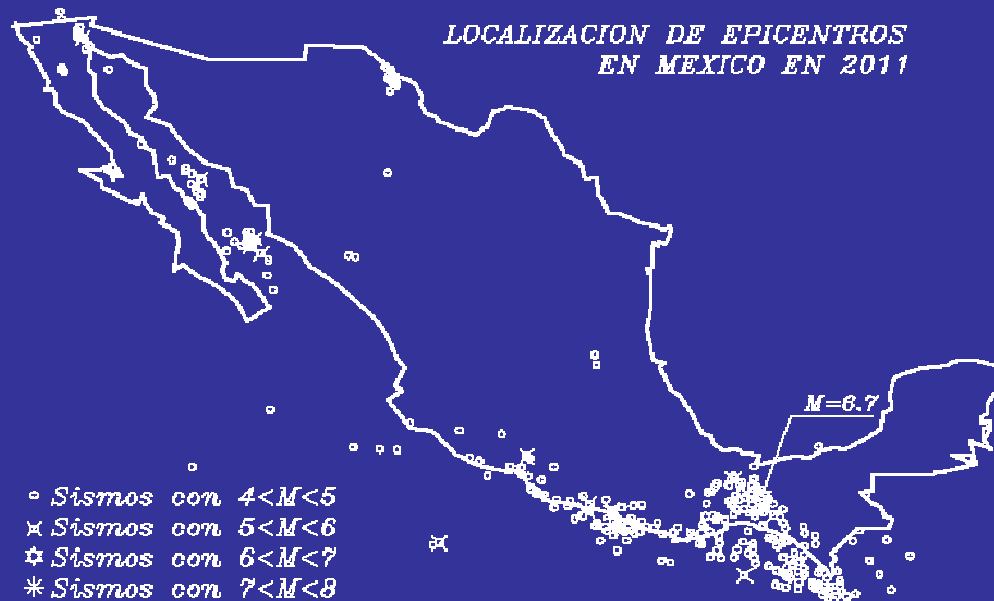 LOCALIZACION DE EPICENTROS
EN MEXICO EN 2011
M=6.7
Sismos con 4<M<5
Sismos con 5<M<6
Sismos con 6<M<7
Sismos con 7<M<8